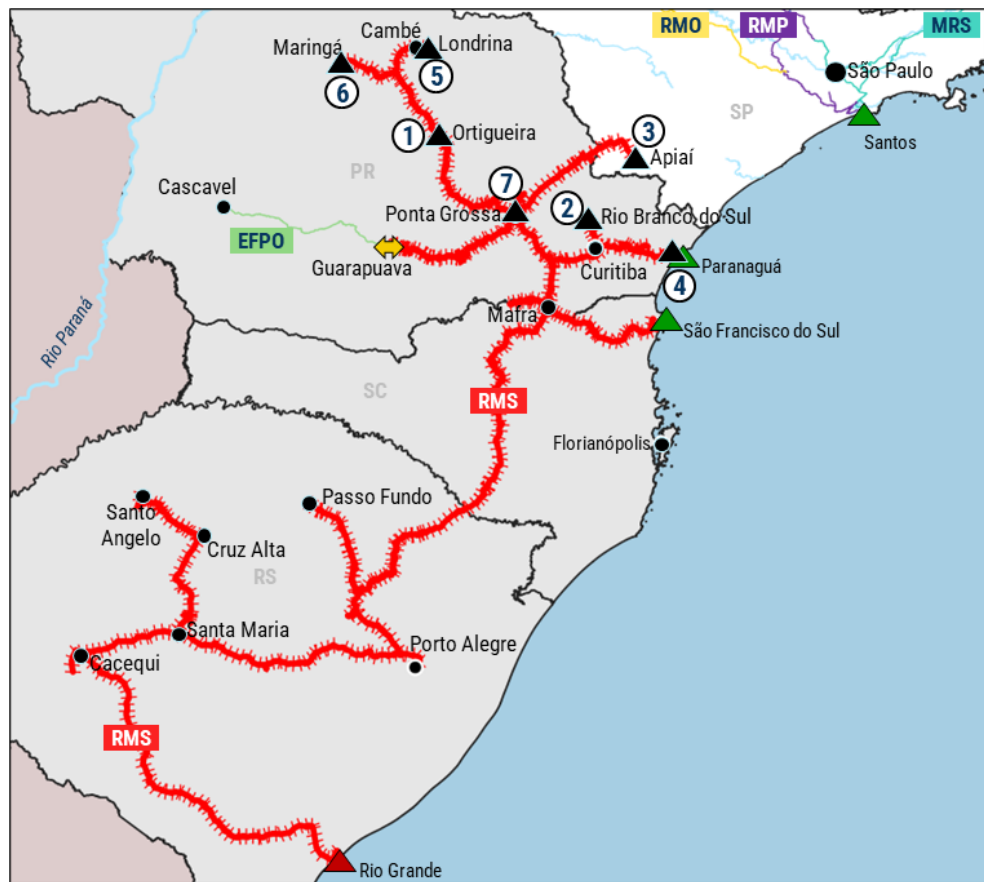 RMO
RMP
MRS
Cambé
Maringá
Londrina
São Paulo
5
6
SP
Santos
1
Ortigueira
3
Apiaí
PR
Cascavel
7
Ponta Grossa
2
Rio Branco do Sul
EFPO
Guarapuava
Curitiba
Paranaguá
4
Rio Paraná
Mafra
São Francisco do Sul
SC
RMS
Florianópolis
Santo
Angelo
Passo Fundo
Cruz Alta
RS
Santa Maria
Porto Alegre
Cacequi
RMS
Rio Grande